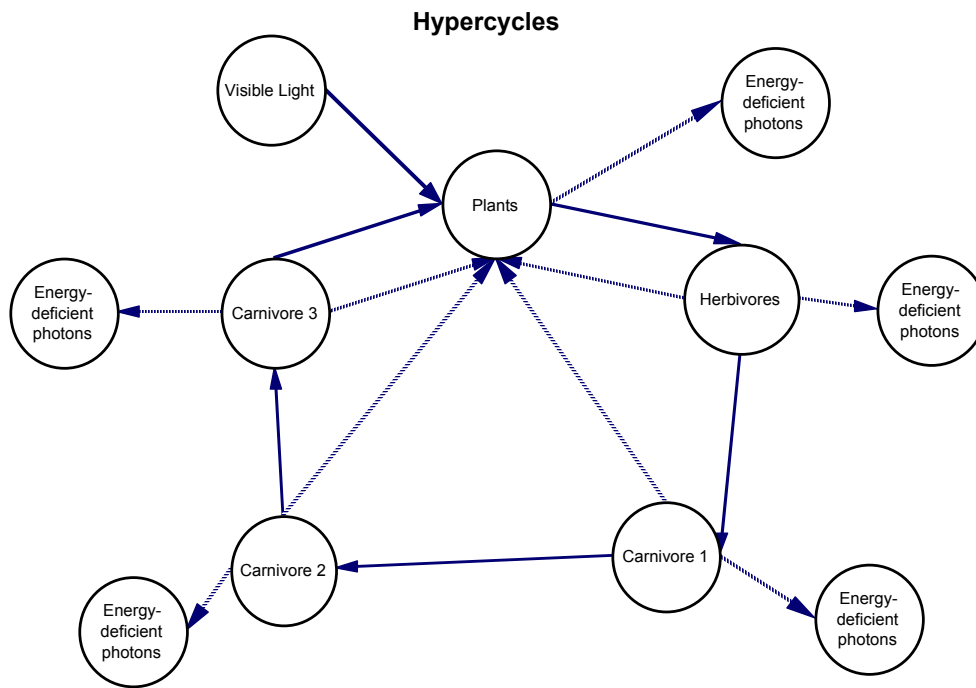 Hypercycles
Visible Light
Energy-
deficient
photons
Plants
Energy-
deficient
photons
Carnivore 3
Herbivores
Energy-
deficient
photons
Carnivore 2
Carnivore 1
Energy-
deficient
photons
Energy-
deficient
photons